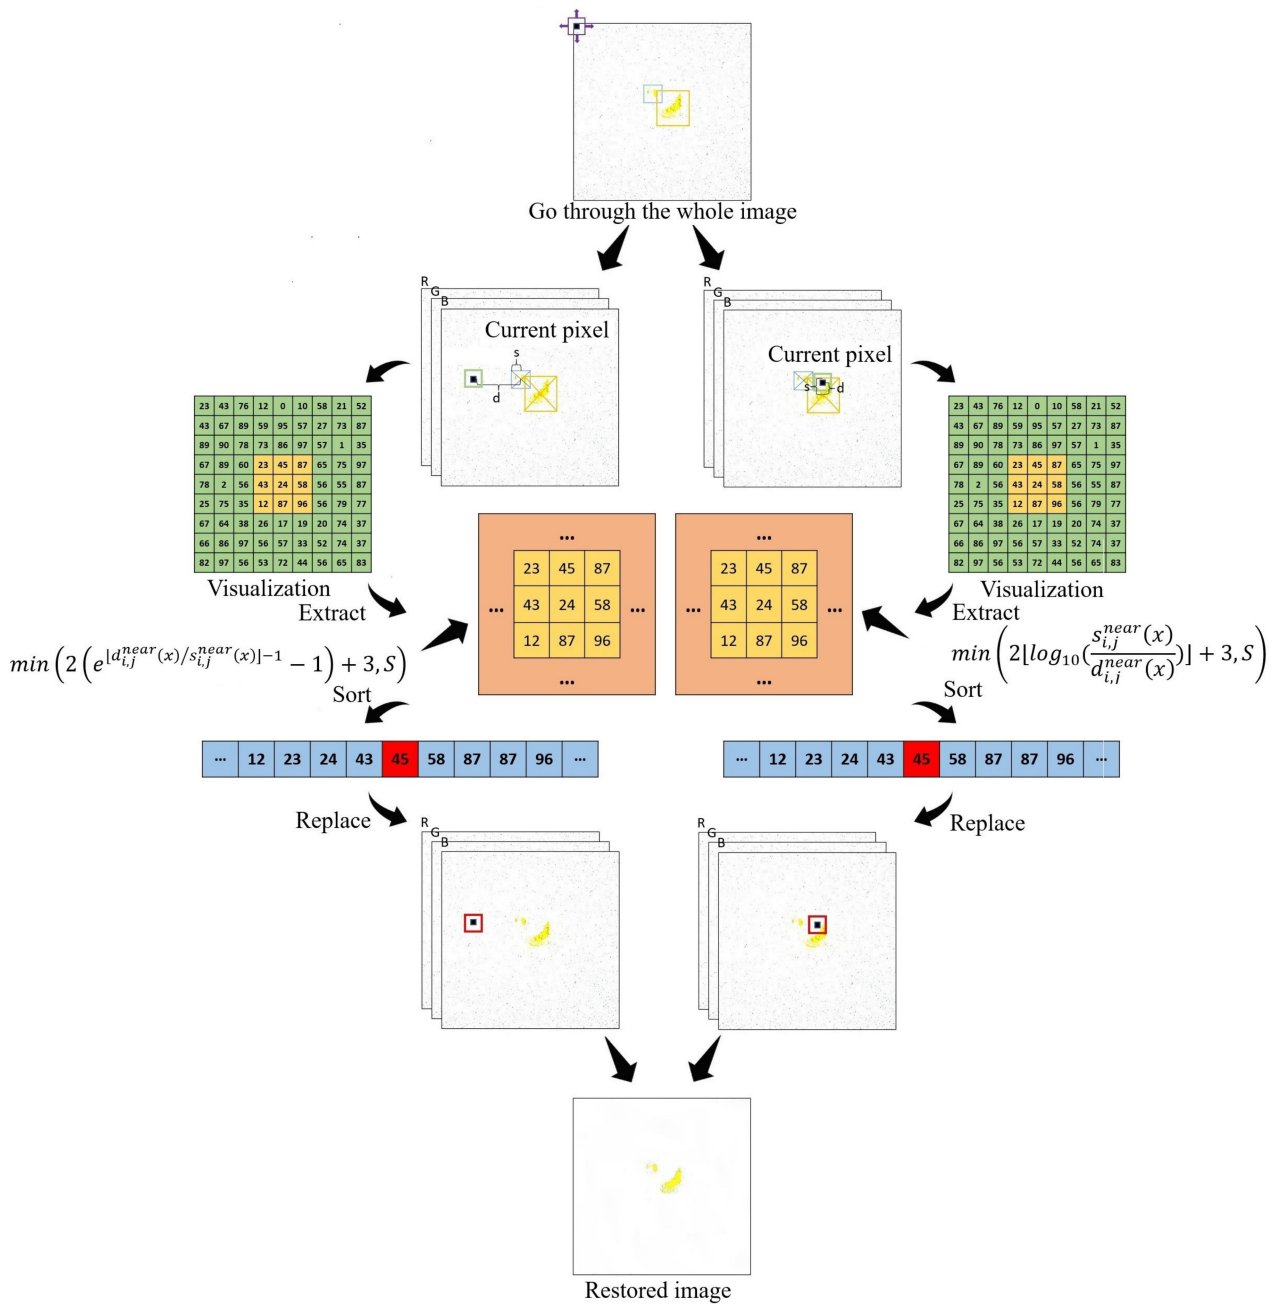 Go through the whole image
R
G
B
Current pixel
s
d
R
G
B
Current pixel
s
d
23 43 76 12 0 10 58 21 52
43 67 89 59 95 57 27 73 87
89 90 78 73 86 97 57 1 35
67 89 60 23 45 87 65 75 97
78 2 56 43 24 58 56 55 87
25 75 35 12 87 96 56 79 77
67 64 38 26 17 19 20 74 37
66 86 97 56 57 33 52 74 37
82 97 56 53 72 44 56 65 83
Visualization
Extract
23 43 76 12 0 10 58 21 52
43 67 89 59 95 57 27 73 87
89 90 78 73 86 97 57 1 35
67 89 60 23 45 87 65 75 97
78 2 56 43 24 58 56 55 87
25 75 35 12 87 96 56 79 77
67 64 38 26 17 19 20 74 37
66 86 97 56 57 33 52 74 37
82 97 56 53 72 44 56 65 83
Visualization
Extract
...
23 45 87
... 43 24 58 ...
12 87 96
...
...
23 45 87
... 43 24 58 ...
12 87 96
...
min(2(e^{⌊d_{i,j}^{near}(x)/s_{i,j}^{near}(x)⌋−1} − 1) + 3, S)
min(2⌊log_{10}(\frac{s_{i,j}^{near}(x)}{d_{i,j}^{near}(x)})⌋ + 3, S)
Sort
Sort
... 12 23 24 43 45 58 87 87 96 ...
... 12 23 24 43 45 58 87 87 96 ...
Replace
Replace
R
G
B
R
G
B
Restored image